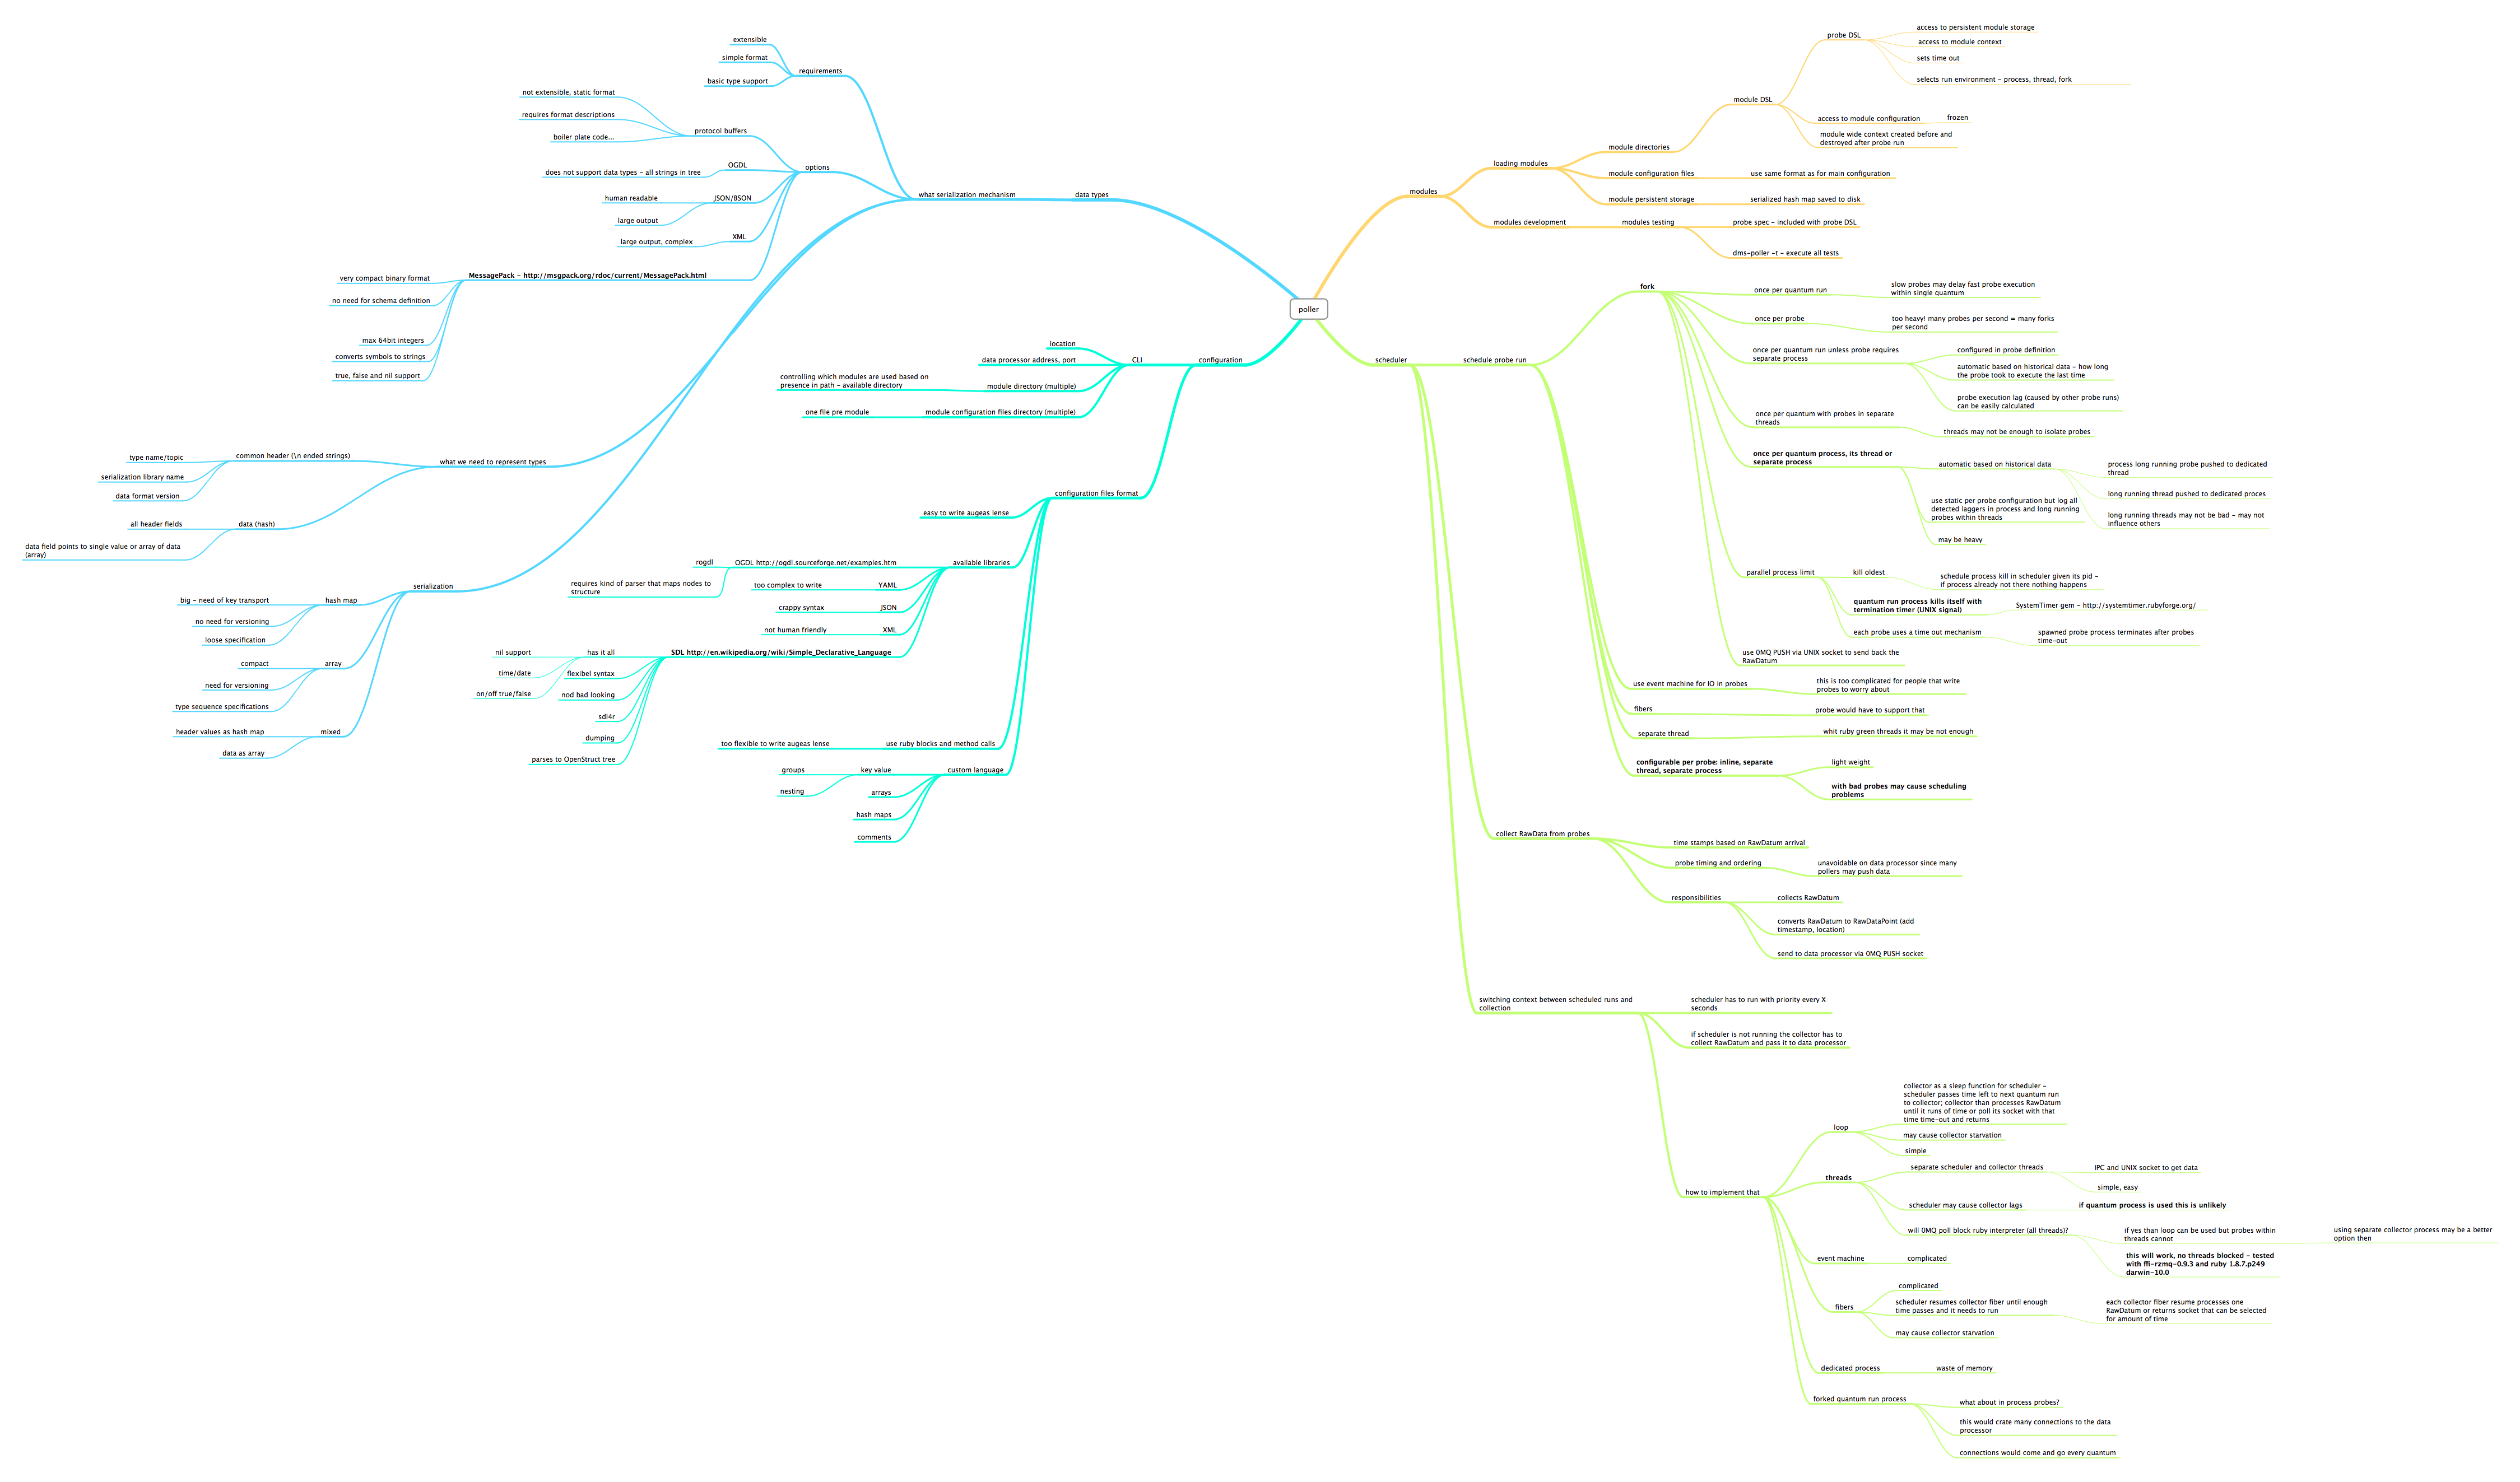 poller
data types
what serialization mechanism
requirements
extensible
simple format
basic type support
options
protocol buffers
not extensible, static format
requires format descriptions
boiler plate code...
OGDL
does not support data types - all strings in tree
JSON/BSON
human readable
large output
XML
large output, complex
MessagePack - http://msgpack.org/rdoc/current/MessagePack.html
very compact binary format
no need for schema definition
max 64bit integers
converts symbols to strings
true, false and nil support
what we need to represent types
common header (\n ended strings)
type name/topic
serialization library name
data format version
data (hash)
all header fields
data field points to single value or array of data
(array)
serialization
hash map
big - need of key transport
no need for versioning
loose specification
array
compact
need for versioning
type sequence specifications
mixed
header values as hash map
data as array
configuration
CLI
location
data processor address, port
module directory (multiple)
controlling which modules are used based on
presence in path - available directory
module configuration files directory (multiple)
one file pre module
configuration files format
easy to write augeas lense
available libraries
OGDL http://ogdl.sourceforge.net/examples.htm
rogdl
requires kind of parser that maps nodes to
structure
YAML
too complex to write
JSON
crappy syntax
XML
not human friendly
SDL http://en.wikipedia.org/wiki/Simple_Declarative_Language
has it all
nil support
time/date
on/off true/false
flexibel syntax
nod bad looking
sdl4r
dumping
parses to OpenStruct tree
use ruby blocks and method calls
too flexible to write augeas lense
custom language
key value
groups
nesting
arrays
hash maps
comments
modules
loading modules
module directories
module DSL
probe DSL
access to persistent module storage
access to module context
sets time out
selects run environment - process, thread, fork
access to module configuration
frozen
module wide context created before and
destroyed after probe run
module configuration files
use same format as for main configuration
module persistent storage
serialized hash map saved to disk
modules development
modules testing
probe spec - included with probe DSL
dms-poller -t - execute all tests
scheduler
schedule probe run
fork
once per quantum run
slow probes may delay fast probe execution
within single quantum
once per probe
too heavy! many probes per second = many forks
per second
once per quantum run unless probe requires
separate process
configured in probe definition
automatic based on historical data - how long
the probe took to execute the last time
probe execution lag (caused by other probe runs)
can be easily calculated
once per quantum with probes in separate
threads
threads may not be enough to isolate probes
once per quantum process, its thread or
separate process
automatic based on historical data
process long running probe pushed to dedicated
thread
long running thread pushed to dedicated proces
long running threads may not be bad - may not
influence others
use static per probe configuration but log all
detected laggers in process and long running
probes within threads
may be heavy
parallel process limit
kill oldest
schedule process kill in scheduler given its pid -
if process already not there nothing happens
quantum run process kills itself with
termination timer (UNIX signal)
SystemTimer gem - http://systemtimer.rubyforge.org/
each probe uses a time out mechanism
spawned probe process terminates after probes
time-out
use 0MQ PUSH via UNIX socket to send back the
RawDatum
use event machine for IO in probes
this is too complicated for people that write
probes to worry about
fibers
probe would have to support that
separate thread
whit ruby green threads it may be not enough
configurable per probe: inline, separate
thread, separate process
light weight
with bad probes may cause scheduling
problems
collect RawData from probes
time stamps based on RawDatum arrival
probe timing and ordering
unavoidable on data processor since many
pollers may push data
responsibilities
collects RawDatum
converts RawDatum to RawDataPoint (add
timestamp, location)
send to data processor via 0MQ PUSH socket
switching context between scheduled runs and
collection
scheduler has to run with priority every X
seconds
if scheduler is not running the collector has to
collect RawDatum and pass it to data processor
how to implement that
loop
collector as a sleep function for scheduler -
scheduler passes time left to next quantum run
to collector; collector than processes RawDatum
until it runs of time or poll its socket with that
time time-out and returns
may cause collector starvation
simple
threads
separate scheduler and collector threads
IPC and UNIX socket to get data
simple, easy
scheduler may cause collector lags
if quantum process is used this is unlikely
will 0MQ poll block ruby interpreter (all threads)?
if yes than loop can be used but probes within
threads cannot
using separate collector process may be a better
option then
this will work, no threads blocked - tested
with ffi-rzmq-0.9.3 and ruby 1.8.7.p249
darwin-10.0
event machine
complicated
fibers
complicated
scheduler resumes collector fiber until enough
time passes and it needs to run
each collector fiber resume processes one
RawDatum or returns socket that can be selected
for amount of time
may cause collector starvation
dedicated process
waste of memory
forked quantum run process
what about in process probes?
this would crate many connections to the data
processor
connections would come and go every quantum